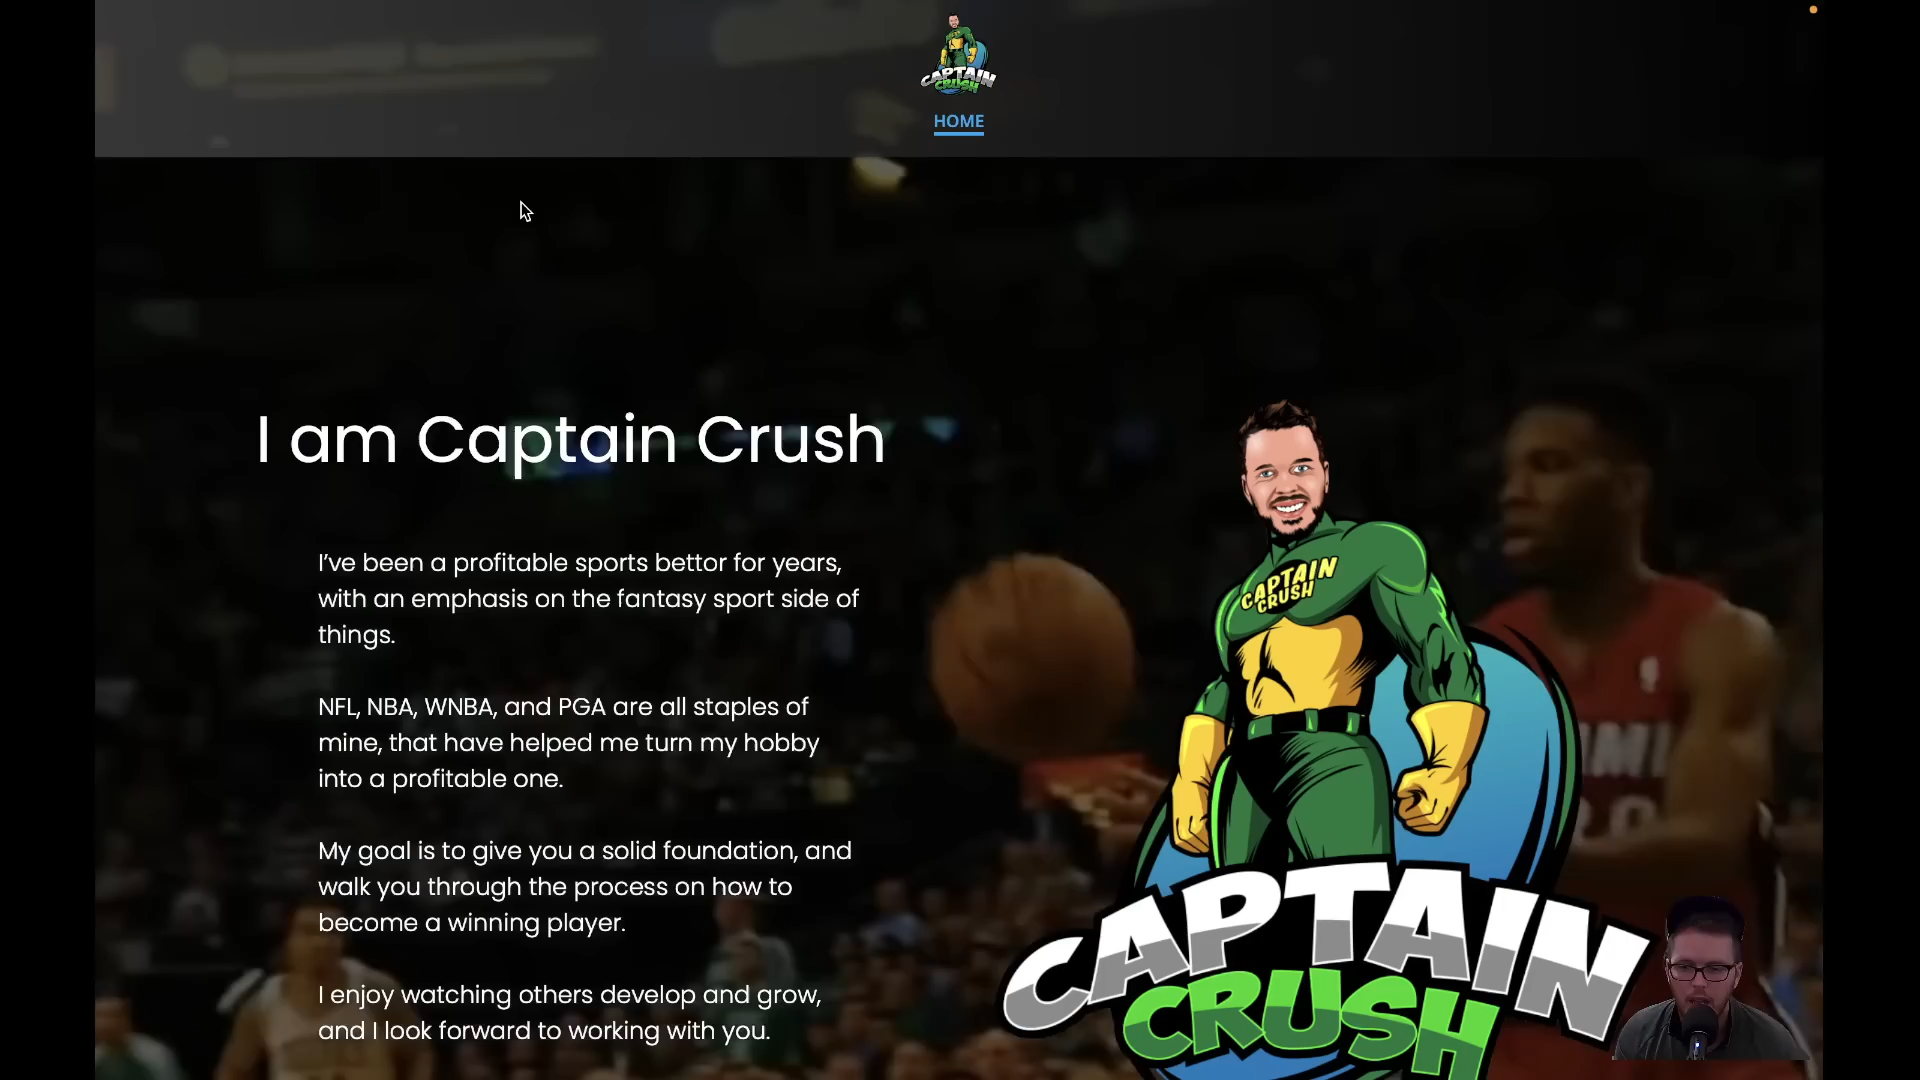 CAPTAIN
CRUSH
HOME
I am Captain Crush
I've been a profitable sports bettor for years,
with an emphasis on the fantasy sport side of
things.
NFL, NBA, WNBA, and PGA are all staples of
mine, that have helped me turn my hobby
into a profitable one.
My goal is to give you a solid foundation, and
walk you through the process on how to
become a winning player.
I enjoy watching others develop and grow,
and I look forward to working with you.
CAPTAIN
CRUSH
CAPTAIN
CRUSH